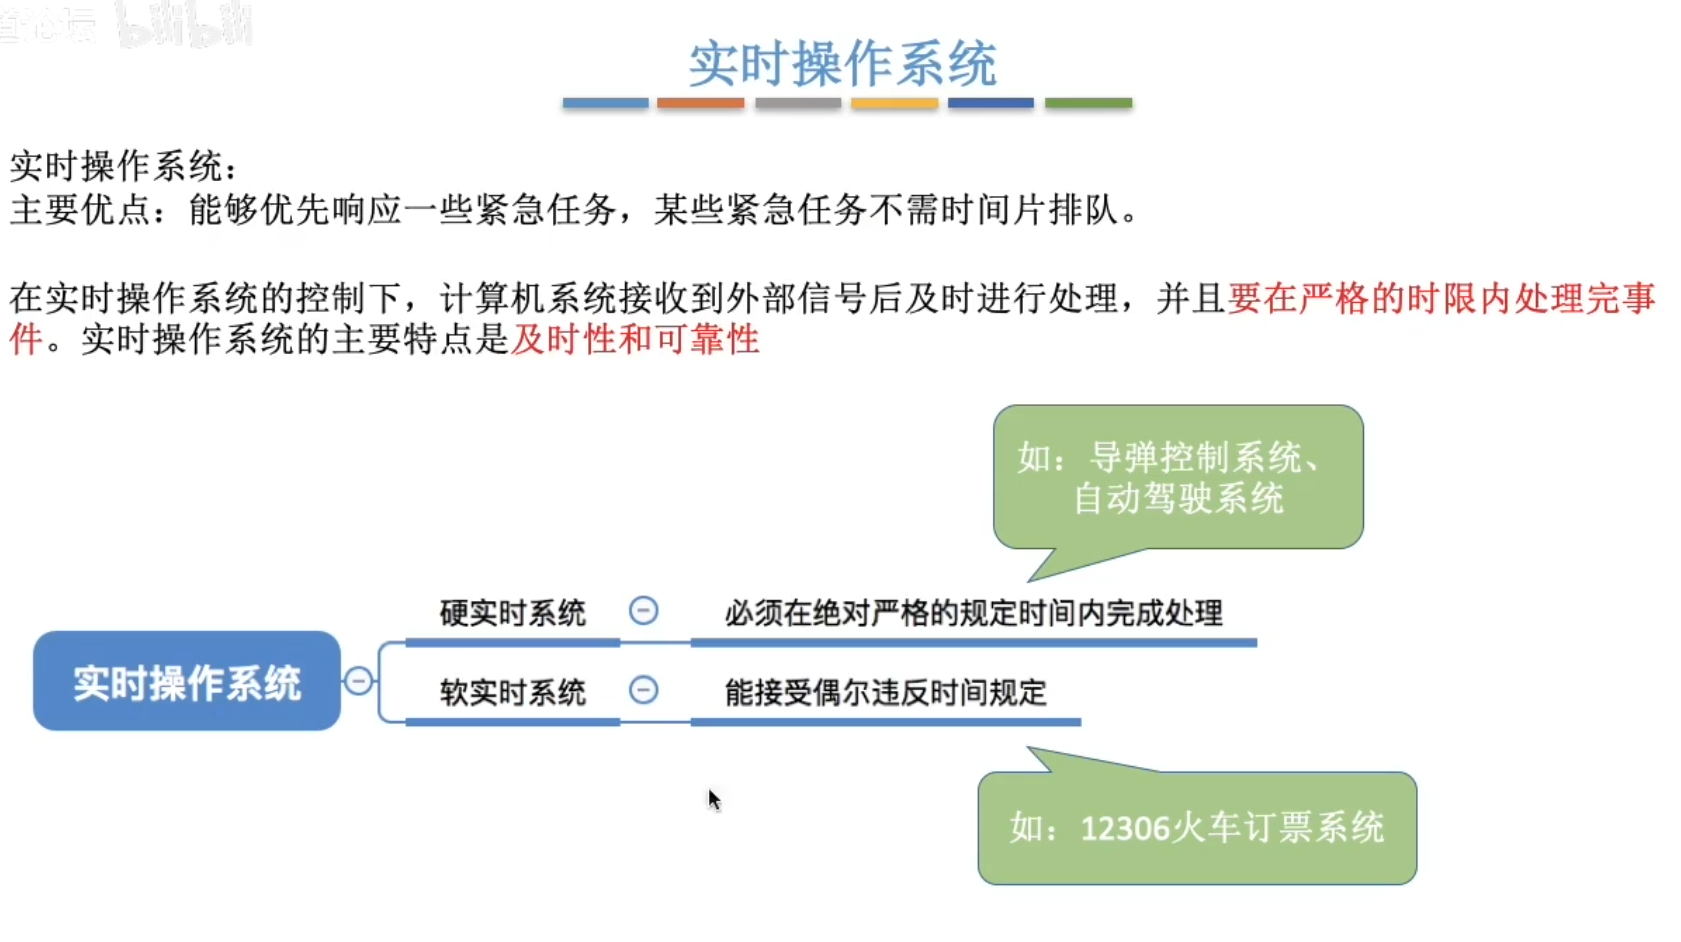 bilibili
实时操作系统
实时操作系统：
主要优点：能够优先响应一些紧急任务，某些紧急任务不需时间片排队。
在实时操作系统的控制下，计算机系统接收到外部信号后及时进行处理，并且要在严格的时限内处理完事
件。实时操作系统的主要特点是及时性和可靠性
如：导弹控制系统、
自动驾驶系统
硬实时系统
必须在绝对严格的规定时间内完成处理
实时操作系统
软实时系统
能接受偶尔违反时间规定
如：12306火车订票系统